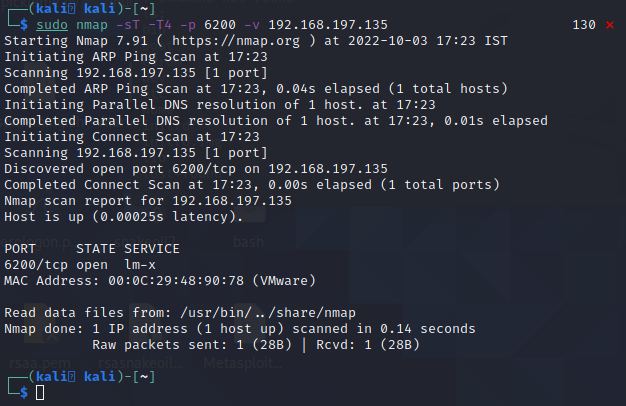 ┌──(kali㉿ kali)-[~]
└─$ sudo nmap -sT -T4 -p 6200 -v 192.168.197.135 130 ⨯
Starting Nmap 7.91 ( https://nmap.org ) at 2022-10-03 17:23 IST
Initiating ARP Ping Scan at 17:23
Scanning 192.168.197.135 [1 port]
Completed ARP Ping Scan at 17:23, 0.04s elapsed (1 total hosts)
Initiating Parallel DNS resolution of 1 host. at 17:23
Completed Parallel DNS resolution of 1 host. at 17:23, 0.01s elapsed
Initiating Connect Scan at 17:23
Scanning 192.168.197.135 [1 port]
Discovered open port 6200/tcp on 192.168.197.135
Completed Connect Scan at 17:23, 0.00s elapsed (1 total ports)
Nmap scan report for 192.168.197.135
Host is up (0.00025s latency).
bash
PORT     STATE SERVICE
6200/tcp open  lm-x
MAC Address: 00:0C:29:48:90:78 (VMware)
Read data files from: /usr/bin/../share/nmap
Nmap done: 1 IP address (1 host up) scanned in 0.14 seconds
Raw packets sent: 1 (28B) | Rcvd: 1 (28B)
rsaa.pem rsasnakeoil... Metasploit...
┌──(kali㉿ kali)-[~]
└─$